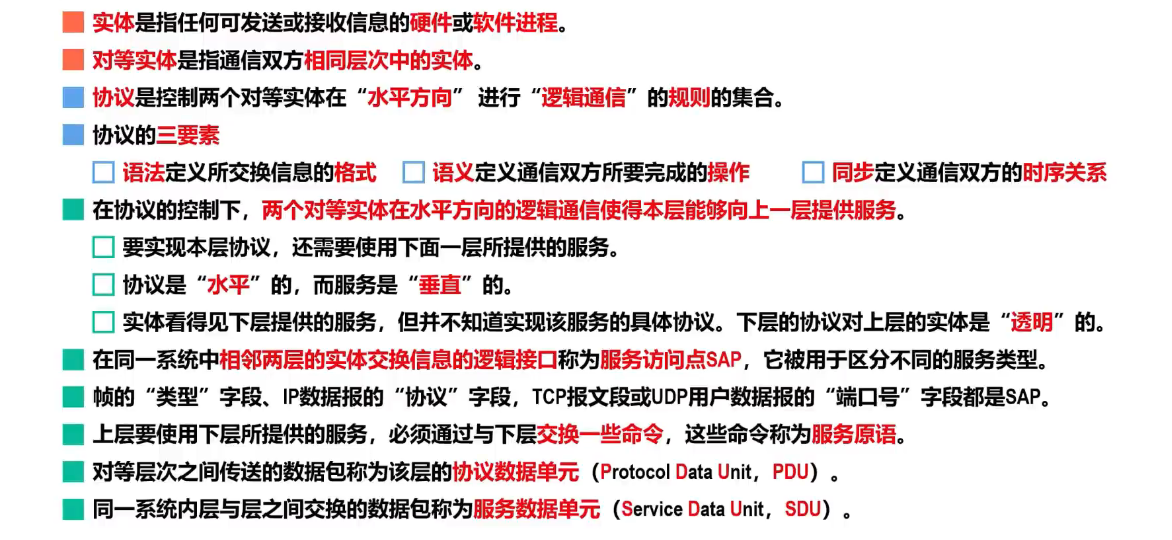 实体是指任何可发送或接收信息的硬件或软件进程。
对等实体是指通信双方相同层次中的实体。
协议是控制两个对等实体在“水平方向” 进行“逻辑通信”的规则的集合。
协议的三要素
语法定义所交换信息的格式 语义定义通信双方所要完成的操作 同步定义通信双方的时序关系
在协议的控制下，两个对等实体在水平方向的逻辑通信使得本层能够向上一层提供服务。
要实现本层协议，还需要使用下面一层所提供的服务。
协议是“水平”的，而服务是“垂直”的。
实体看得见下层提供的服务，但并不知道实现该服务的具体协议。下层的协议对上层的实体是“透明”的。
在同一系统中相邻两层的实体交换信息的逻辑接口称为服务访问点SAP，它被用于区分不同的服务类型。
帧的“类型”字段、IP数据报的“协议”字段，TCP报文段或UDP用户数据报的“端口号”字段都是SAP。
上层要使用下层所提供的服务，必须通过与下层交换一些命令，这些命令称为服务原语。
对等层次之间传送的数据包称为该层的协议数据单元（Protocol Data Unit，PDU）。
同一系统内层与层之间交换的数据包称为服务数据单元（Service Data Unit，SDU）。